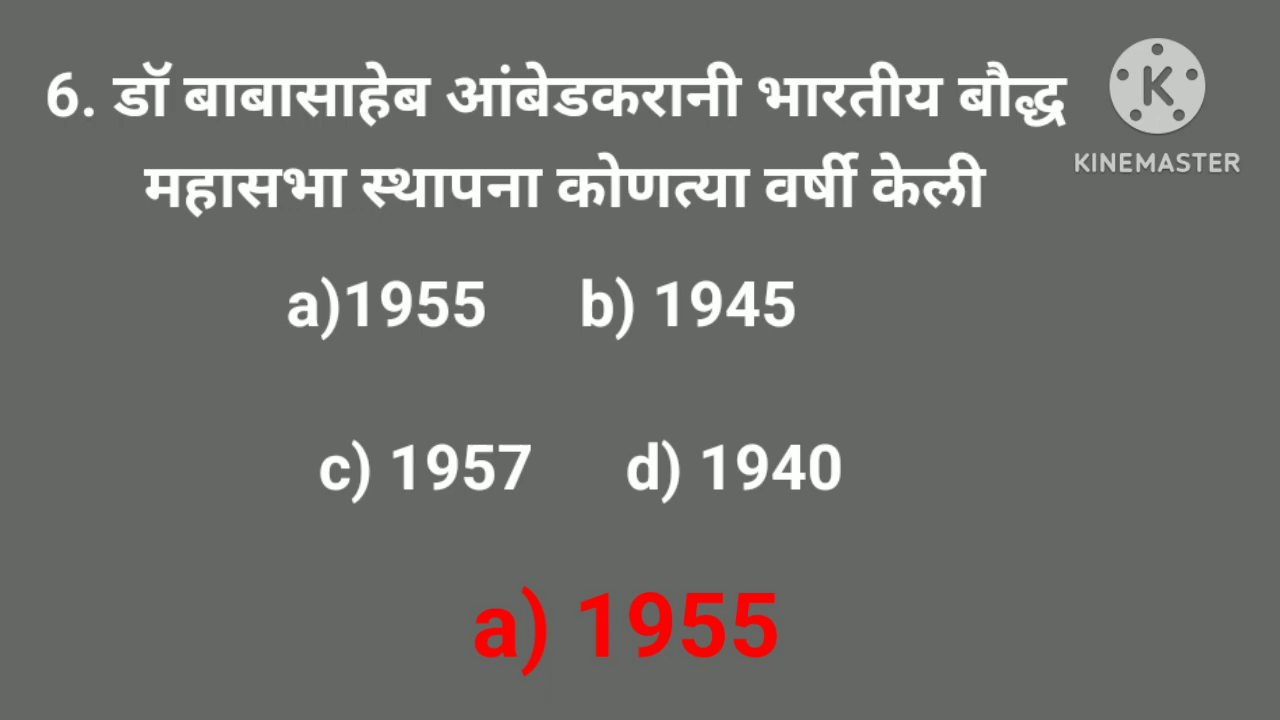 6. डॉ बाबासाहेब आंबेडकरानी भारतीय बौद्ध
महासभा स्थापना कोणत्या वर्षी केली
K
KINEMASTER
a)1955 b) 1945
c) 1957 d) 1940
a) 1955